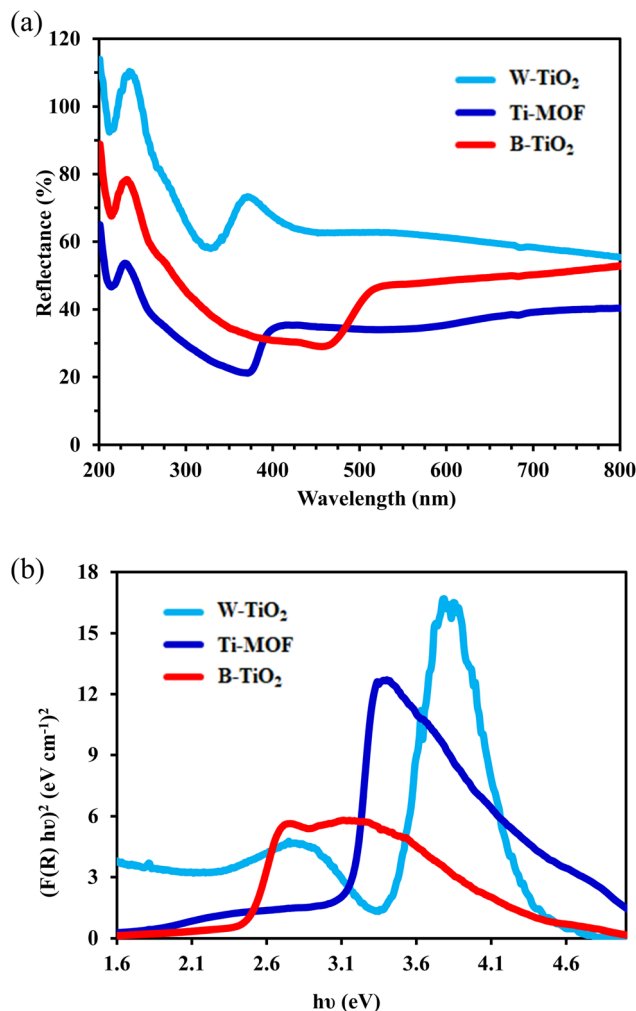 (a)
120
100
80
60
40
20
0
Reflectance (%)
W-TiO₂
Ti-MOF
B-TiO₂
200 300 400 500 600 700 800
Wavelength (nm)
(b)
18
15
12
9
6
3
0
(F(R) hυ)² (eV cm⁻¹)²
W-TiO₂
Ti-MOF
B-TiO₂
1.6 2.1 2.6 3.1 3.6 4.1 4.6
hυ (eV)